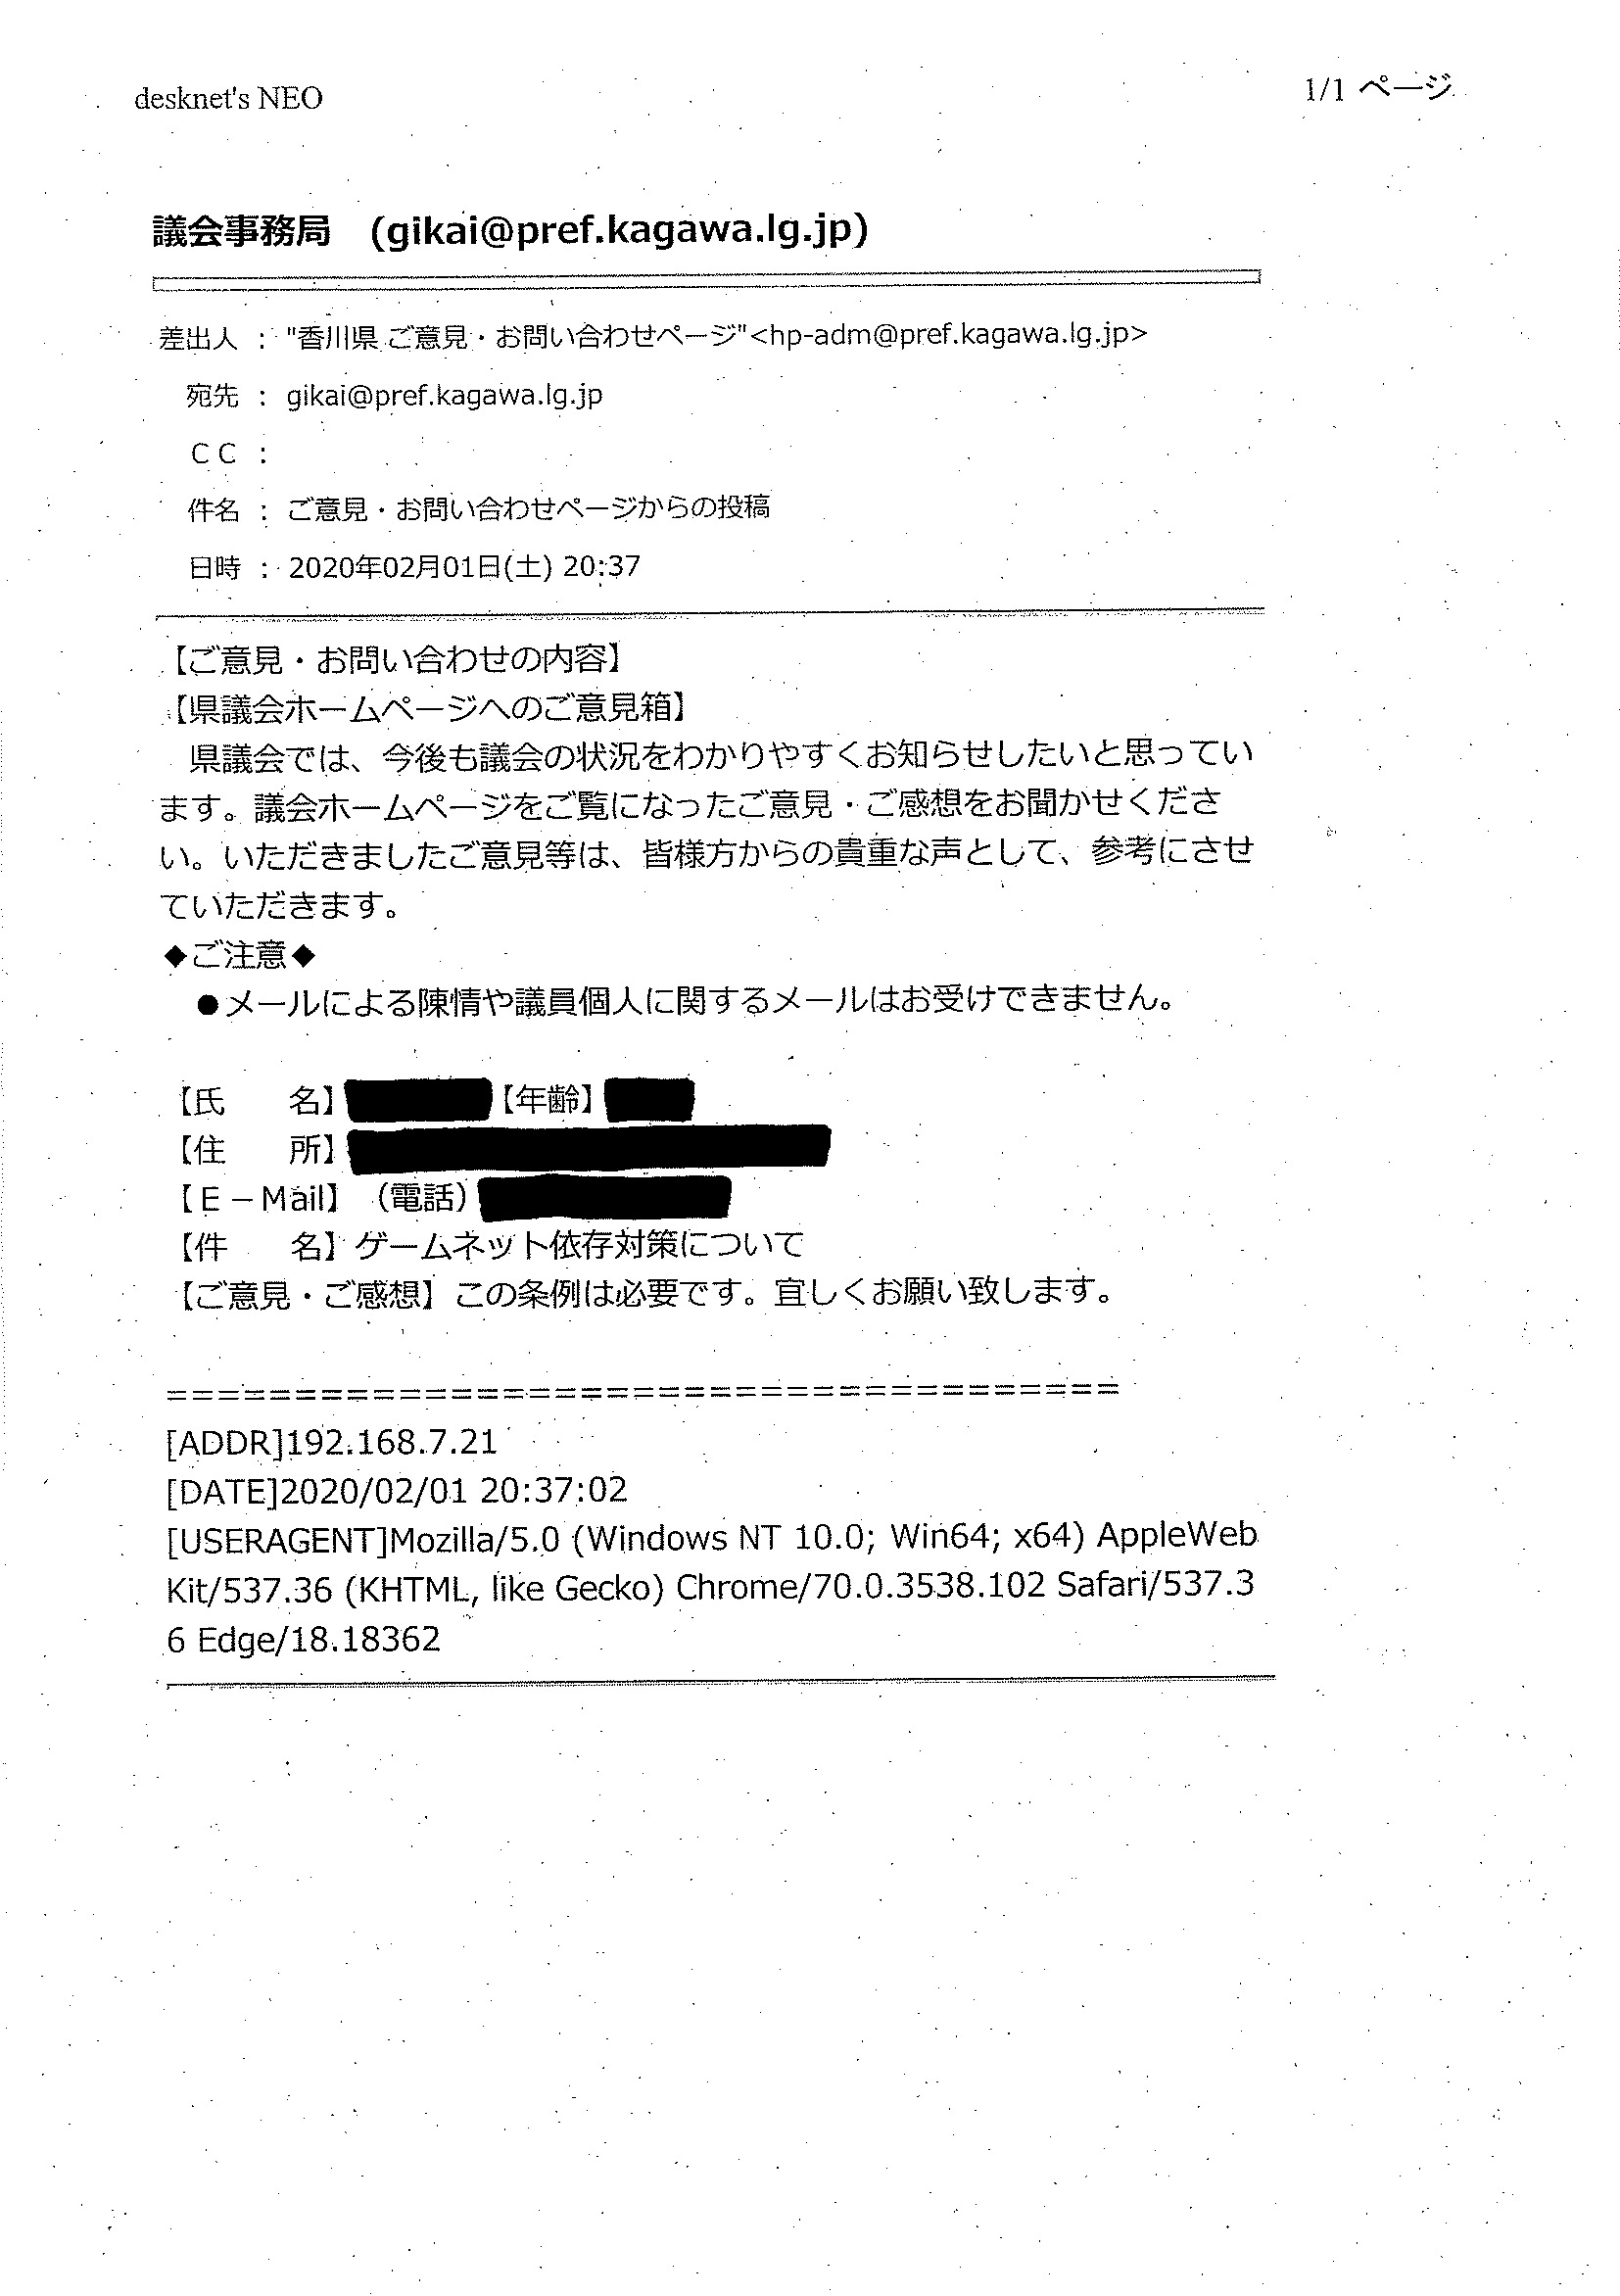 desknet's NEO
1/1 ページ
議会事務局　(gikai@pref.kagawa.lg.jp)
差出人 ： "香川県 ご意見・お問い合わせページ"<hp-adm@pref.kagawa.lg.jp>
宛先 ： gikai@pref.kagawa.lg.jp
ＣＣ ：
件名 ： ご意見・お問い合わせページからの投稿
日時 ： 2020年02月01日(土) 20:37
【ご意見・お問い合わせの内容】
【県議会ホームページへのご意見箱】
　県議会では、今後も議会の状況をわかりやすくお知らせしたいと思ってい
ます。議会ホームページをご覧になったご意見・ご感想をお聞かせくださ
い。いただきましたご意見等は、皆様方からの貴重な声として、参考にさせ
ていただきます。
◆ご注意◆
　●メールによる陳情や議員個人に関するメールはお受けできません。
【氏　　名】【年齢】
【住　　所】
【Ｅ－Mail】（電話）
【件　　名】ゲームネット依存対策について
【ご意見・ご感想】この条例は必要です。宜しくお願い致します。
＝＝＝＝＝＝＝＝＝＝＝＝＝＝＝＝＝＝＝＝＝＝＝＝＝＝＝＝＝＝＝＝＝＝＝＝＝
[ADDR]192.168.7.21
[DATE]2020/02/01 20:37:02
[USERAGENT]Mozilla/5.0 (Windows NT 10.0; Win64; x64) AppleWeb
Kit/537.36 (KHTML, like Gecko) Chrome/70.0.3538.102 Safari/537.3
6 Edge/18.18362